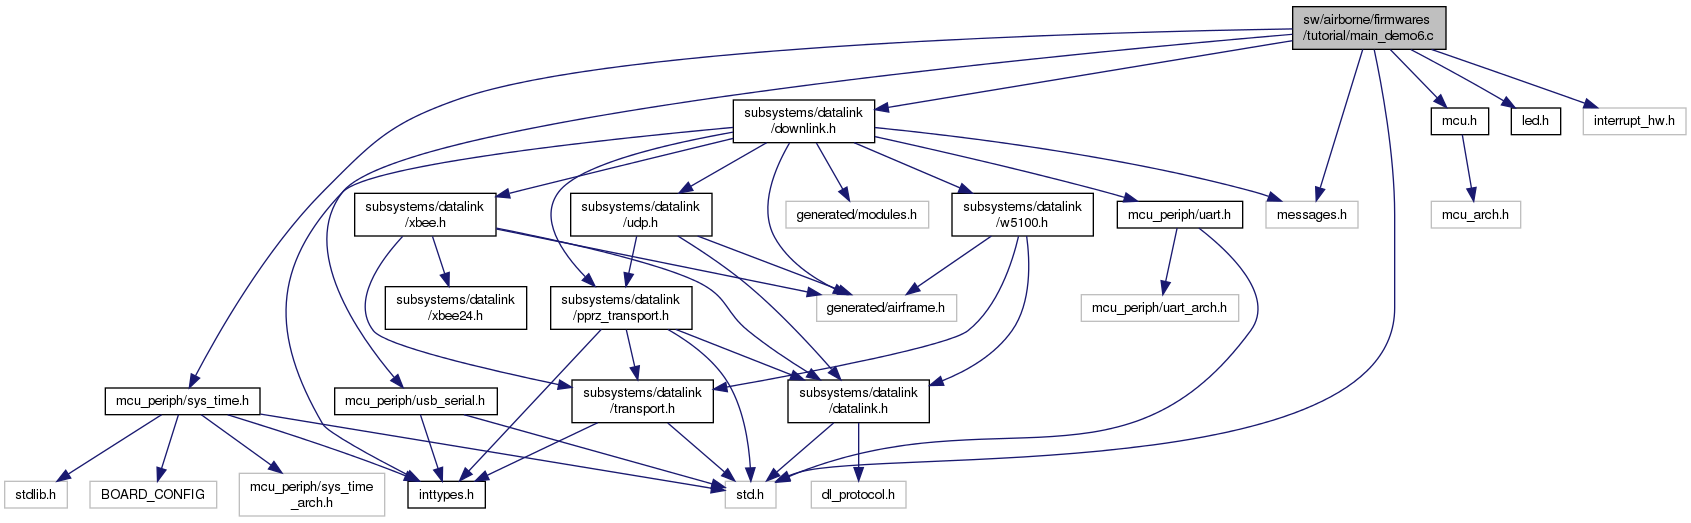 sw/airborne/firmwares
/tutorial/main_demo6.c
subsystems/datalink
/downlink.h
mcu.h
led.h
interrupt_hw.h
subsystems/datalink
/xbee.h
subsystems/datalink
/udp.h
generated/modules.h
subsystems/datalink
/w5100.h
mcu_periph/uart.h
messages.h
mcu_arch.h
subsystems/datalink
/xbee24.h
subsystems/datalink
/pprz_transport.h
generated/airframe.h
mcu_periph/uart_arch.h
mcu_periph/sys_time.h
mcu_periph/usb_serial.h
subsystems/datalink
/transport.h
subsystems/datalink
/datalink.h
stdlib.h
BOARD_CONFIG
mcu_periph/sys_time
_arch.h
inttypes.h
std.h
dl_protocol.h